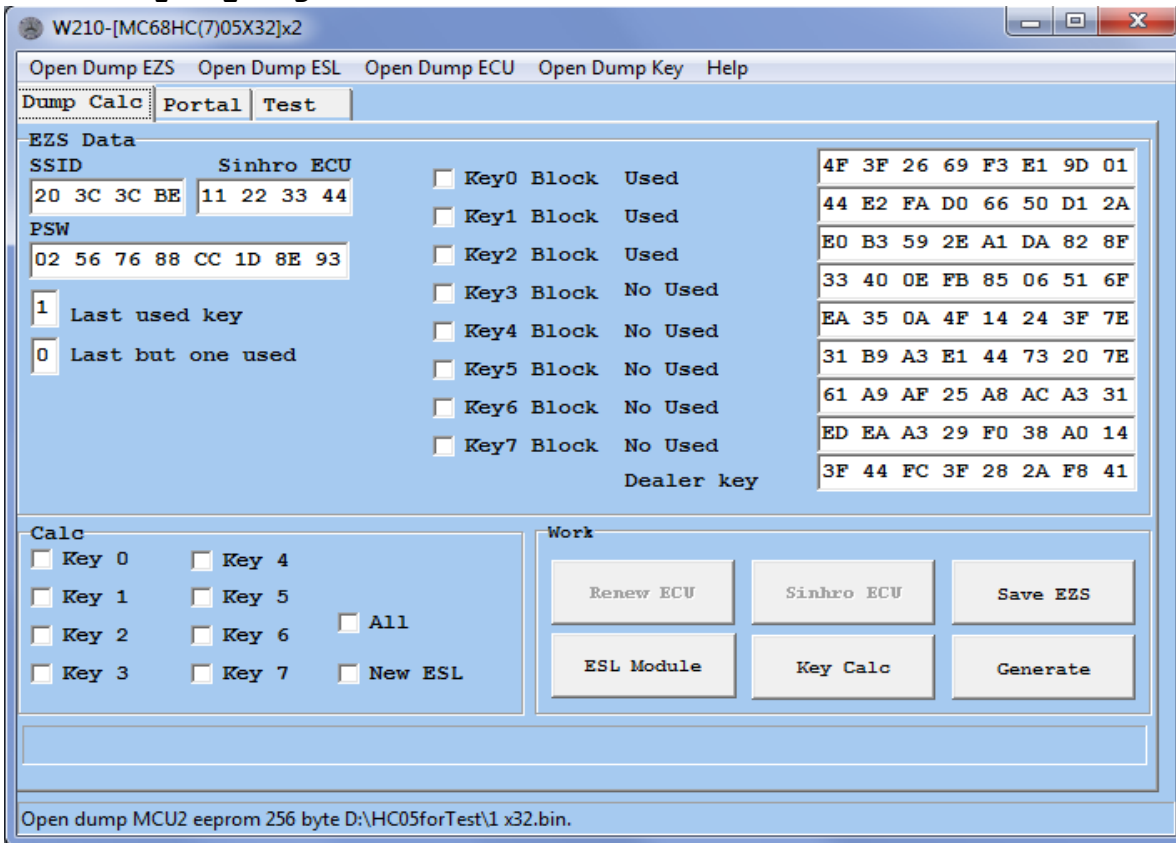 W210-[MC68HC(7)05X32]x2
Open Dump EZS Open Dump ESL Open Dump ECU Open Dump Key Help
Dump Calc Portal Test
EZS Data
SSID Sinhro ECU
20 3C 3C BE 11 22 33 44
PSW
02 56 76 88 CC 1D 8E 93
1 Last used key
0 Last but one used
Key0 Block Used
Key1 Block Used
Key2 Block Used
Key3 Block No Used
Key4 Block No Used
Key5 Block No Used
Key6 Block No Used
Key7 Block No Used
Dealer key
4F 3F 26 69 F3 E1 9D 01
44 E2 FA D0 66 50 D1 2A
E0 B3 59 2E A1 DA 82 8F
33 40 0E FB 85 06 51 6F
EA 35 0A 4F 14 24 3F 7E
31 B9 A3 E1 44 73 20 7E
61 A9 AF 25 A8 AC A3 31
ED EA A3 29 F0 38 A0 14
3F 44 FC 3F 28 2A F8 41
Calc
Key 0 Key 4
Key 1 Key 5
Key 2 Key 6 All
Key 3 Key 7 New ESL
Work
Renew ECU Sinhro ECU Save EZS
ESL Module Key Calc Generate
Open dump MCU2 eeprom 256 byte D:\HC05forTest\1 x32.bin.